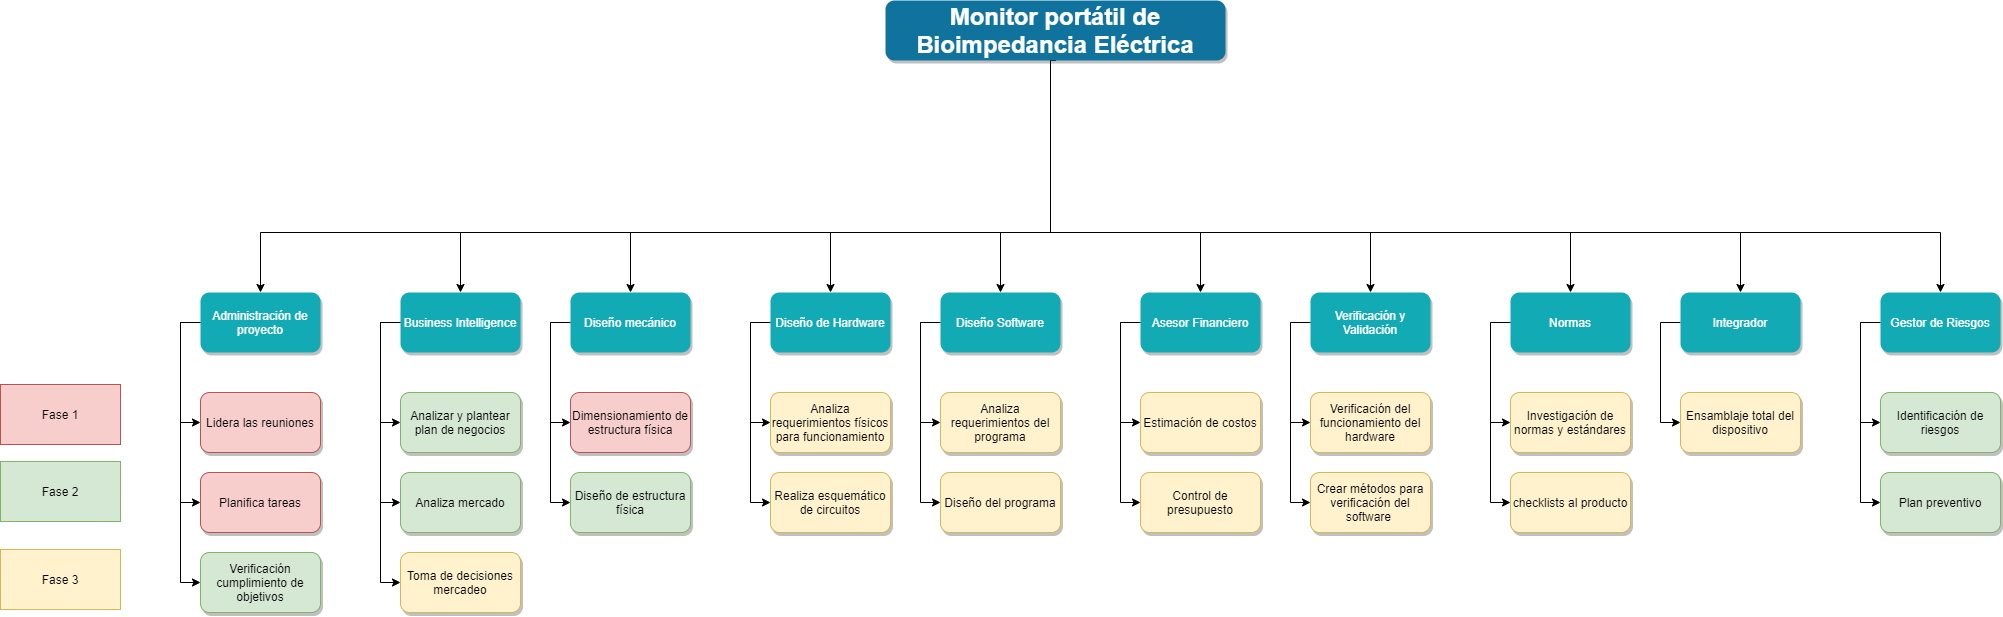 Monitor portátil de
Bioimpedancia Eléctrica
Administración de
proyecto
Business Intelligence
Diseño mecánico
Diseño de Hardware
Diseño Software
Asesor Financiero
Verificación y
Validación
Normas
Integrador
Gestor de Riesgos
Fase 1
Lidera las reuniones
Analizar y plantear
plan de negocios
Dimensionamiento de
estructura física
Analiza
requerimientos físicos
para funcionamiento
Analiza
requerimientos del
programa
Estimación de costos
Verificación del
funcionamiento del
hardware
Investigación de
normas y estándares
Ensamblaje total del
dispositivo
Identificación de
riesgos
Fase 2
Planifica tareas
Analiza mercado
Diseño de estructura
física
Realiza esquemático
de circuitos
Diseño del programa
Control de
presupuesto
Crear métodos para
verificación del
software
checklists al producto
Plan preventivo
Fase 3
Verificación
cumplimiento de
objetivos
Toma de decisiones
mercadeo